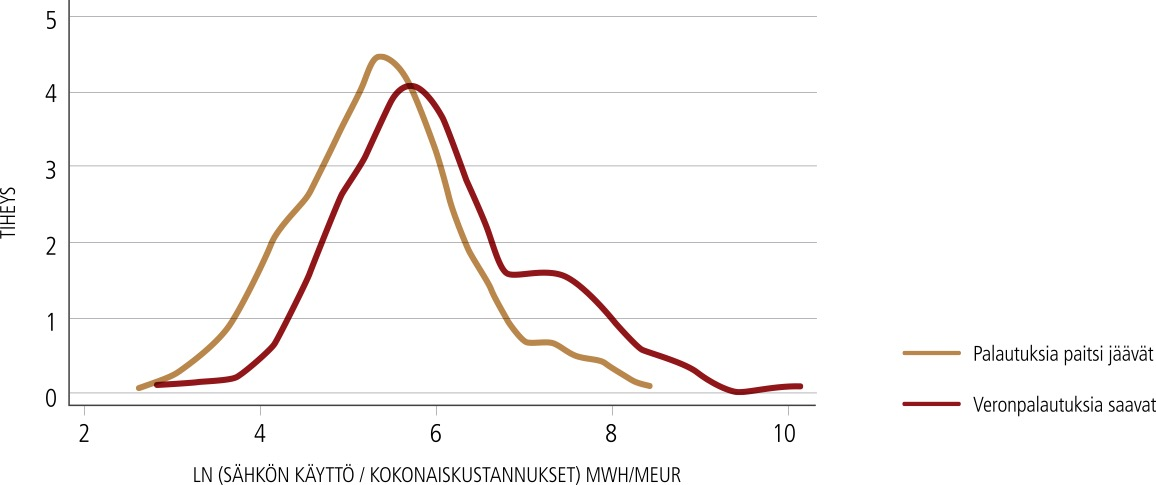 5
4
3
2
1
0
TIHEYS
2 4 6 8 10
LN (SÄHKÖN KÄYTTÖ / KOKONAISKUSTANNUKSET) MWH/MEUR
Palautuksia paitsi jäävät
Veronpalautuksia saavat